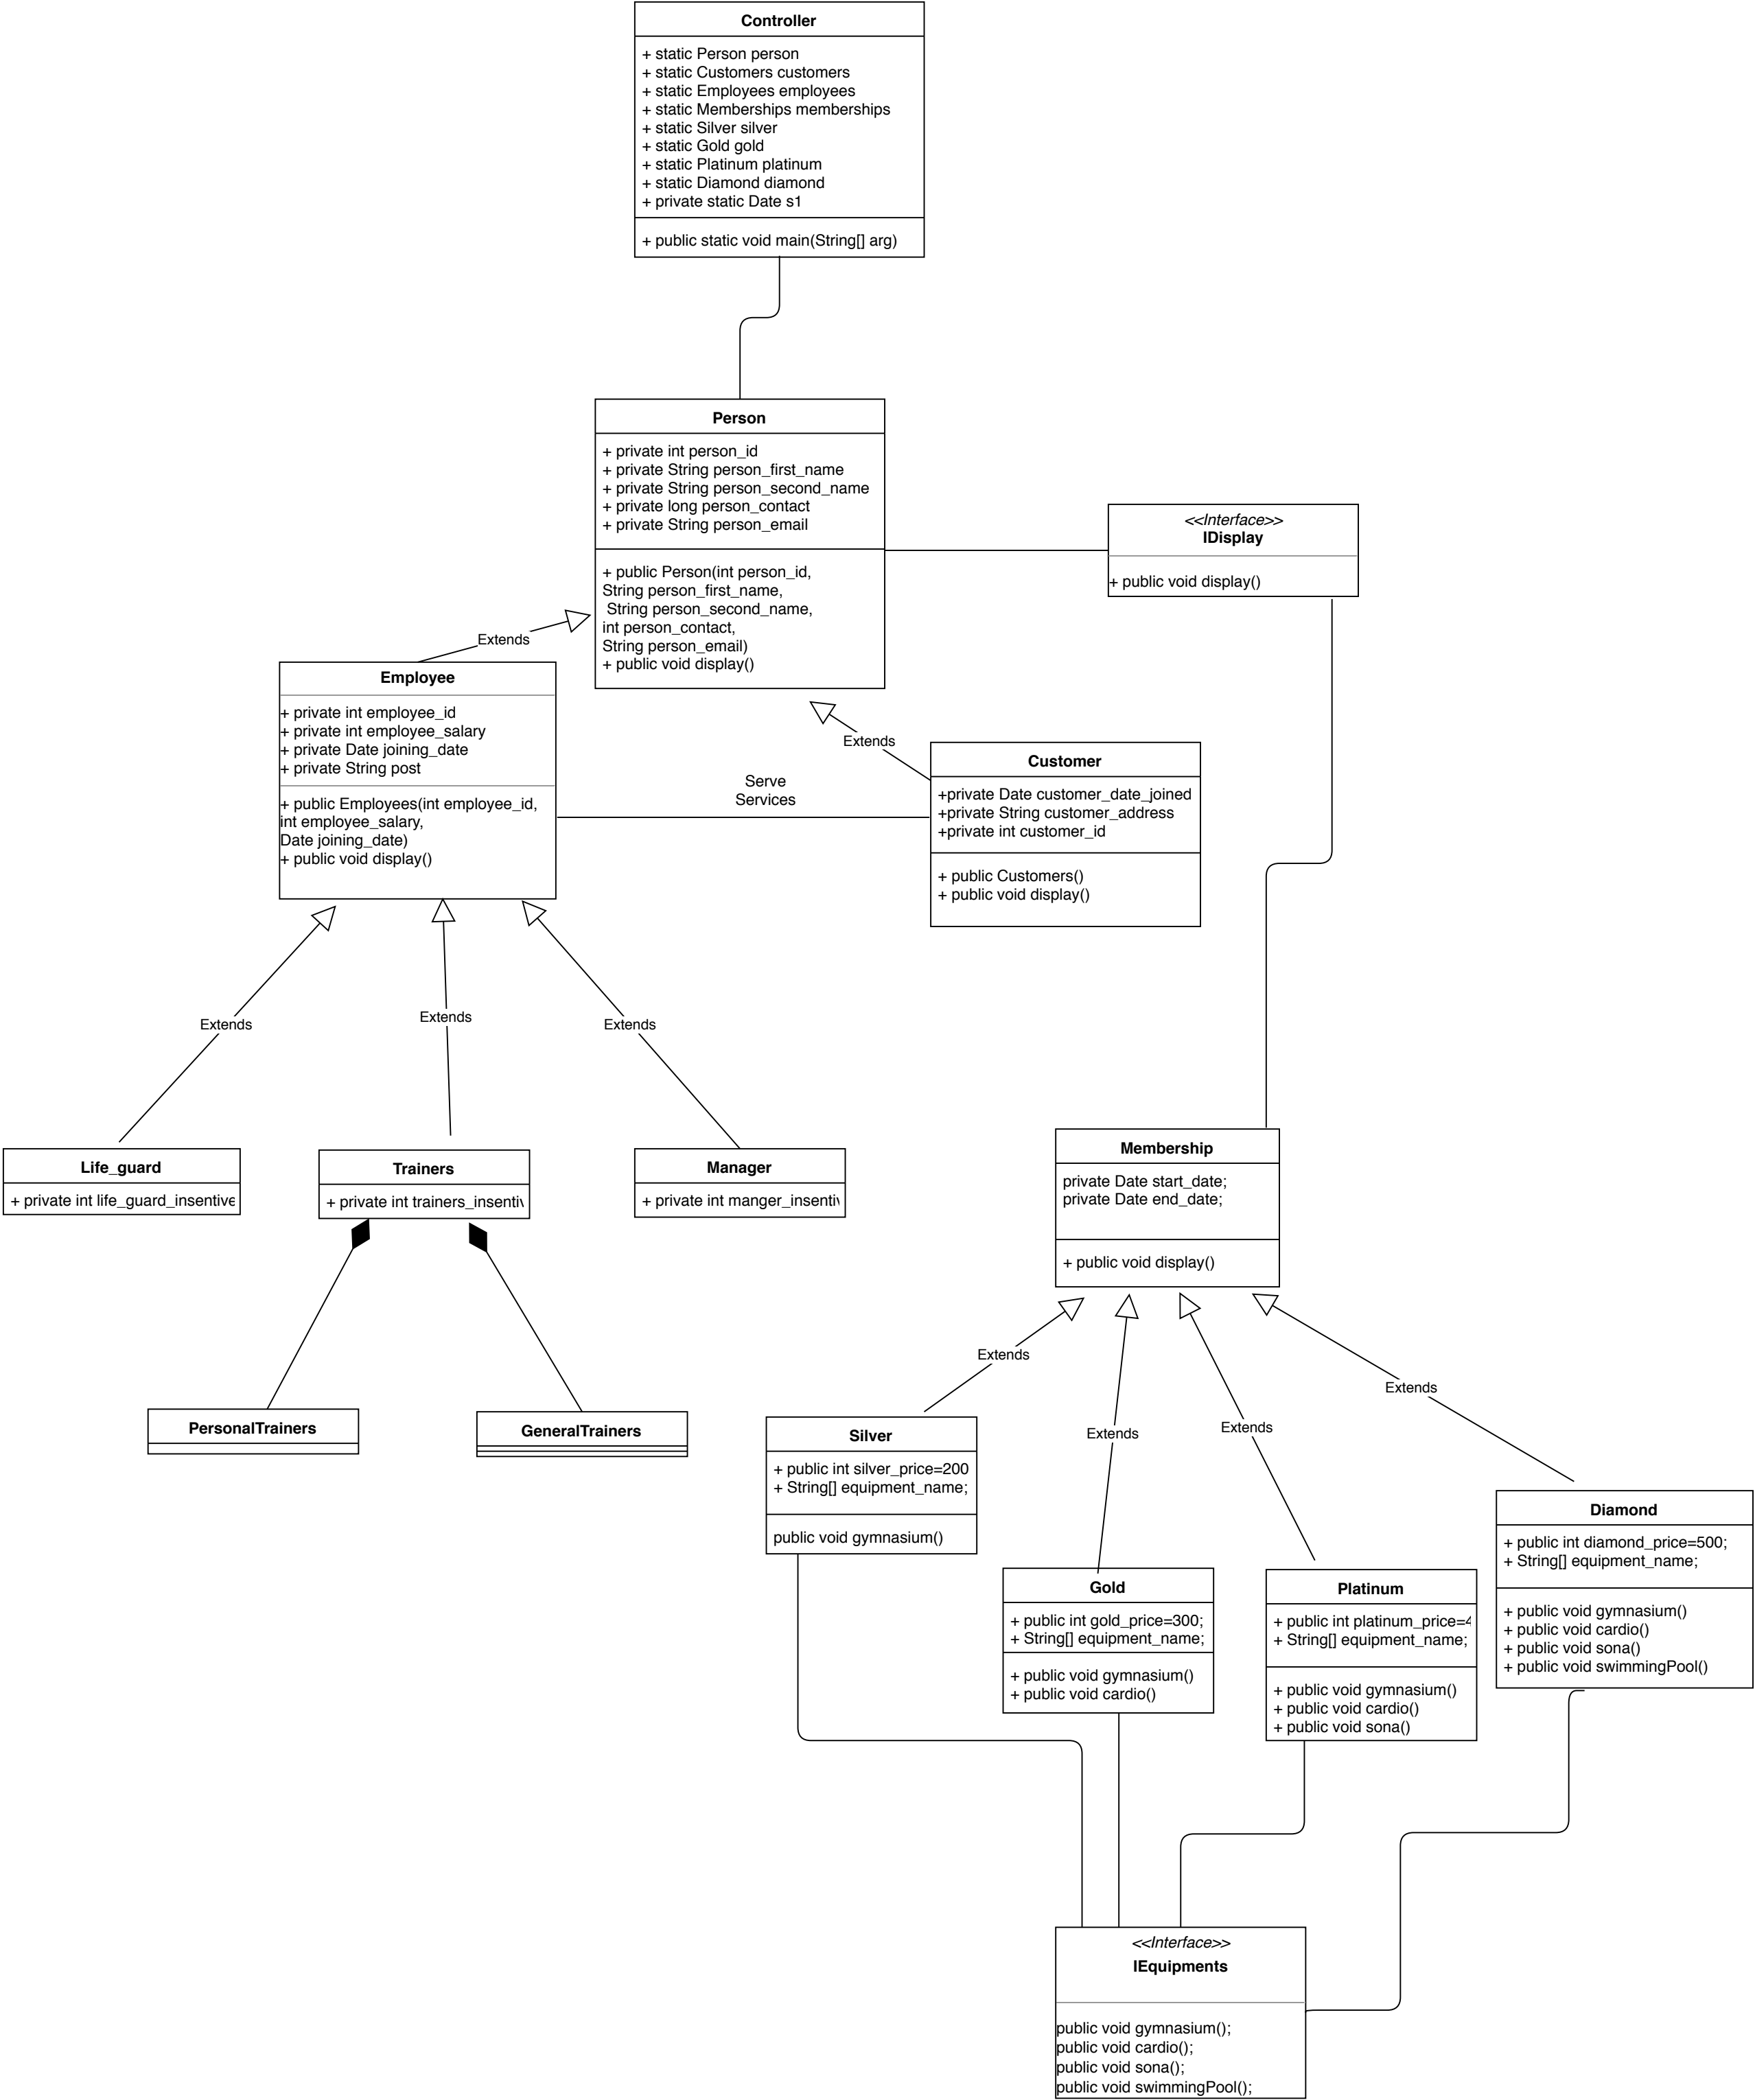 Controller
+ static Person person
+ static Customers customers
+ static Employees employees
+ static Memberships memberships
+ static Silver silver
+ static Gold gold
+ static Platinum platinum
+ static Diamond diamond
+ private static Date s1
+ public static void main(String[] arg)
Person
+ private int person_id
+ private String person_first_name
+ private String person_second_name
+ private long person_contact
+ private String person_email
+ public Person(int person_id,
String person_first_name,
String person_second_name,
int person_contact,
String person_email)
+ public void display()
<<Interface>>
IDisplay
+ public void display()
Extends
Employee
+ private int employee_id
+ private int employee_salary
+ private Date joining_date
+ private String post
+ public Employees(int employee_id,
int employee_salary,
Date joining_date)
+ public void display()
Extends
Serve
Services
Customer
+private Date customer_date_joined
+private String customer_address
+private int customer_id
+ public Customers()
+ public void display()
Extends
Extends
Extends
Life_guard
+ private int life_guard_insentive
Trainers
+ private int trainers_insentiv
Manager
+ private int manger_insentiv
Membership
private Date start_date;
private Date end_date;
+ public void display()
PersonalTrainers
GeneralTrainers
Extends
Extends
Extends
Extends
Silver
+ public int silver_price=200
+ String[] equipment_name;
public void gymnasium()
Gold
+ public int gold_price=300;
+ String[] equipment_name;
+ public void gymnasium()
+ public void cardio()
Platinum
+ public int platinum_price=4
+ String[] equipment_name;
+ public void gymnasium()
+ public void cardio()
+ public void sona()
Diamond
+ public int diamond_price=500;
+ String[] equipment_name;
+ public void gymnasium()
+ public void cardio()
+ public void sona()
+ public void swimmingPool()
<<Interface>>
IEquipments
public void gymnasium();
public void cardio();
public void sona();
public void swimmingPool();